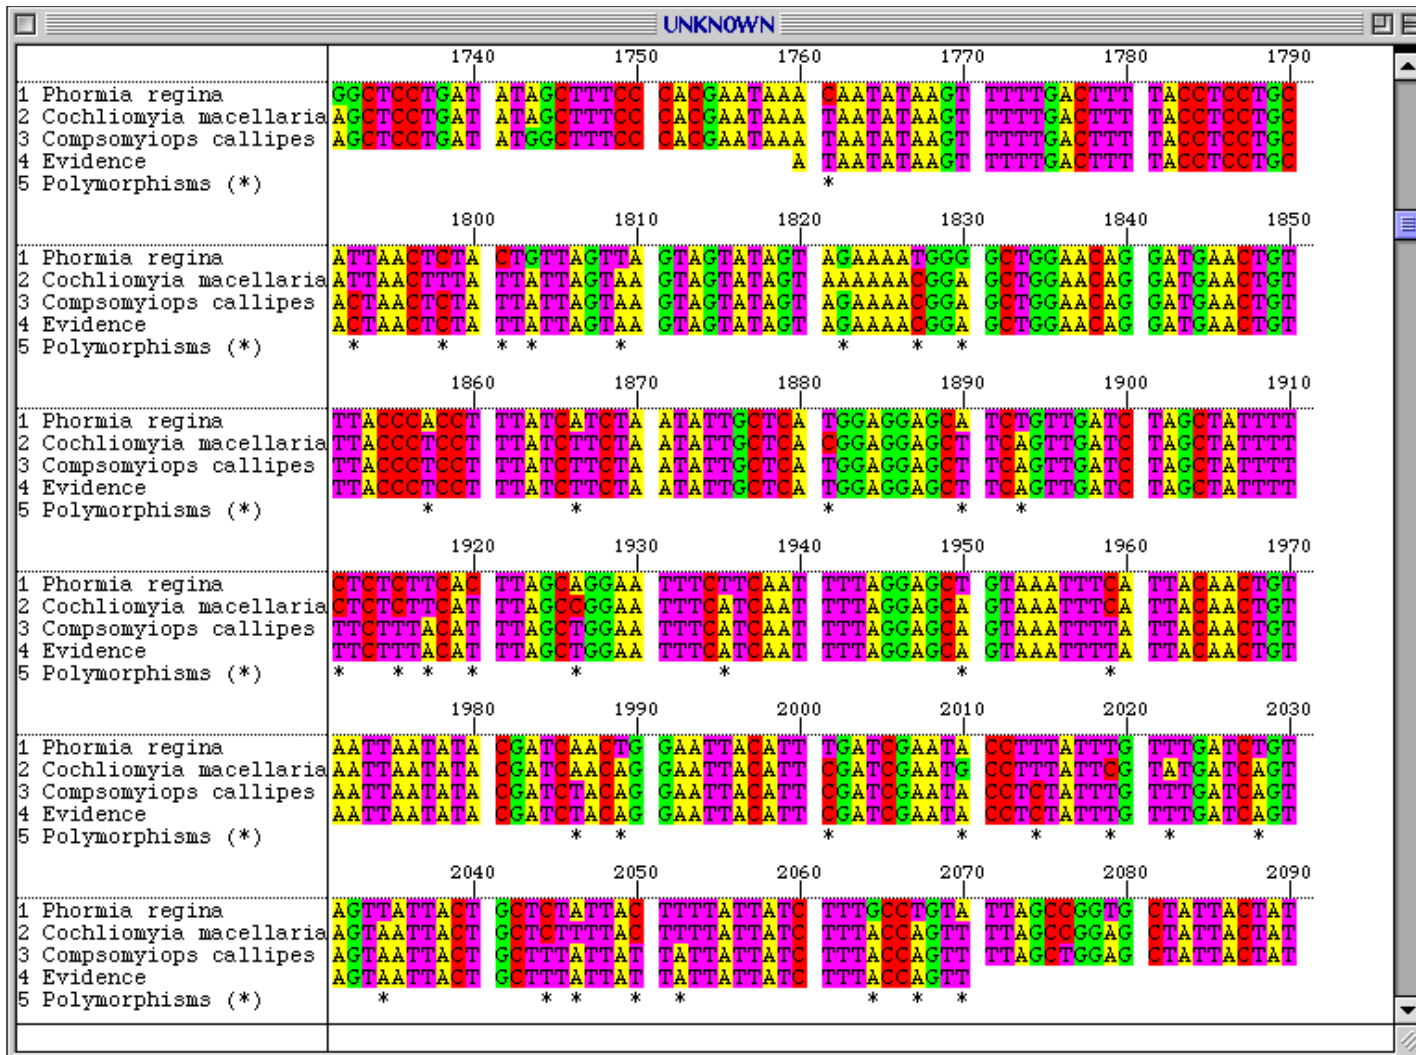 UNKNOWN
1740 1750 1760 1770 1780 1790
1 Phormia regina GGCTCCTGAT ATAGCTTTCC CACGAATAAA CAATATAAGT TTTTGACTTT TACCTCCTGC
2 Cochliomyia macellaria AGCTCCTGAT ATAGCTTTCC CACGAATAAA TAATATAAGT TTTTGACTTT TACCTCCTGC
3 Compsomyiops callipes AGCTCCTGAT ATGGCTTTCC CACGAATAAA TAATATAAGT TTTTGACTTT TACCTCCTGC
4 Evidence A TAATATAAGT TTTTGACTTT TACCTCCTGC
5 Polymorphisms (*) *
1800 1810 1820 1830 1840 1850
1 Phormia regina ATTAACTCTA CTGTTAGTTA GTAGTATAGT AGAAAATGGG GCTGGAACAG GATGAACTGT
2 Cochliomyia macellaria ATTAACTTTA TTATTAGTAA GTAGTATAGT AAAAAACGGA GCTGGAACAG GATGAACTGT
3 Compsomyiops callipes ACTAACTCTA TTATTAGTAA GTAGTATAGT AGAAAACGGA GCTGGAACAG GATGAACTGT
4 Evidence ACTAACTCTA TTATTAGTAA GTAGTATAGT AGAAAACGGA GCTGGAACAG GATGAACTGT
5 Polymorphisms (*) * * * * * * * *
1860 1870 1880 1890 1900 1910
1 Phormia regina TTACCCACCT TTATCATCTA ATATTGCTCA TGGAGGAGCA TCTGTTGATC TAGCTATTTT
2 Cochliomyia macellaria TTACCCTCCT TTATCTTCTA ATATTGCTCA CGGAGGAGCT TCAGTTGATC TAGCTATTTT
3 Compsomyiops callipes TTACCCTCCT TTATCTTCTA ATATTGCTCA TGGAGGAGCT TCAGTTGATC TAGCTATTTT
4 Evidence TTACCCTCCT TTATCTTCTA ATATTGCTCA TGGAGGAGCT TCAGTTGATC TAGCTATTTT
5 Polymorphisms (*) * * * * *
1920 1930 1940 1950 1960 1970
1 Phormia regina CTCTCTTCAC TTAGCAGGAA TTTCTTCAAT TTTAGGAGCT GTAAATTTCA TTACAACTGT
2 Cochliomyia macellaria CTCTCTTCAT TTAGCCGGAA TTTCATCAAT TTTAGGAGCA GTAAATTTCA TTACAACTGT
3 Compsomyiops callipes TTCTTTACAT TTAGCTGGAA TTTCATCAAT TTTAGGAGCA GTAAATTTTA TTACAACTGT
4 Evidence TTCTTTACAT TTAGCTGGAA TTTCATCAAT TTTAGGAGCA GTAAATTTTA TTACAACTGT
5 Polymorphisms (*) * * * * * * * *
1980 1990 2000 2010 2020 2030
1 Phormia regina AATTAATATA CGATCAACTG GAATTACATT TGATCGAATA CCTTTATTTG TTTGATCTGT
2 Cochliomyia macellaria AATTAATATA CGATCAACAG GAATTACATT CGATCGAATG CCTTTATTCG TATGATCAGT
3 Compsomyiops callipes AATTAATATA CGATCTACAG GAATTACATT CGATCGAATA CCTCTATTTG TTTGATCAGT
4 Evidence AATTAATATA CGATCTACAG GAATTACATT CGATCGAATA CCTCTATTTG TTTGATCAGT
5 Polymorphisms (*) * * * * * * * *
2040 2050 2060 2070 2080 2090
1 Phormia regina AGTTATTACT GCTCTATTAC TTTTATTATC TTTGCCTGTA TTAGCCGGTG CTATTACTAT
2 Cochliomyia macellaria AGTAATTACT GCTCTTTTAC TTTTATTATC TTTACCAGTT TTAGCCGGAG CTATTACTAT
3 Compsomyiops callipes AGTAATTACT GCTTTATTAT TATTATTATC TTTACCAGTT TTAGCTGGAG CTATTACTAT
4 Evidence AGTAATTACT GCTTTATTAT TATTATTATC TTTACCAGTT
5 Polymorphisms (*) * * * * * * * *